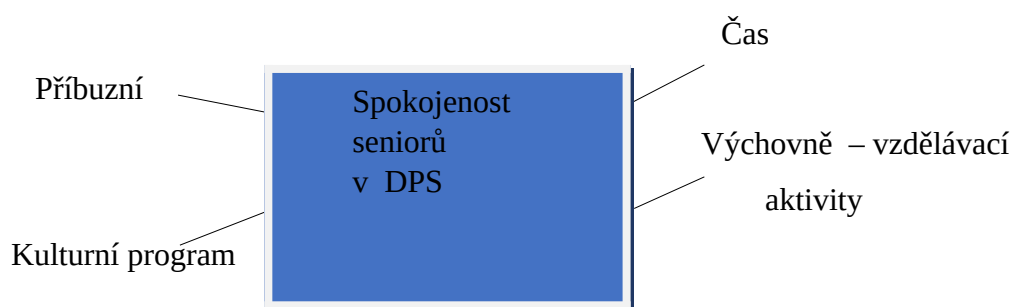 Čas
Příbuzní
Spokojenost
seniorů
v DPS
Výchovně – vzdělávací
aktivity
Kulturní program